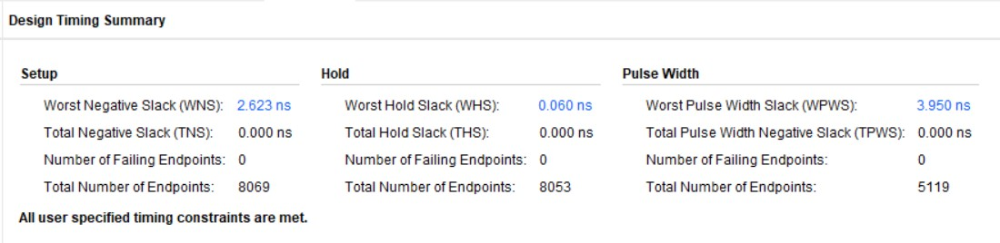 Design Timing Summary
Setup Hold Pulse Width
Worst Negative Slack (WNS): 2.623 ns Worst Hold Slack (WHS): 0.060 ns Worst Pulse Width Slack (WPWS): 3.950 ns
Total Negative Slack (TNS): 0.000 ns Total Hold Slack (THS): 0.000 ns Total Pulse Width Negative Slack (TPWS): 0.000 ns
Number of Failing Endpoints: 0 Number of Failing Endpoints: 0 Number of Failing Endpoints: 0
Total Number of Endpoints: 8069 Total Number of Endpoints: 8053 Total Number of Endpoints: 5119
All user specified timing constraints are met.